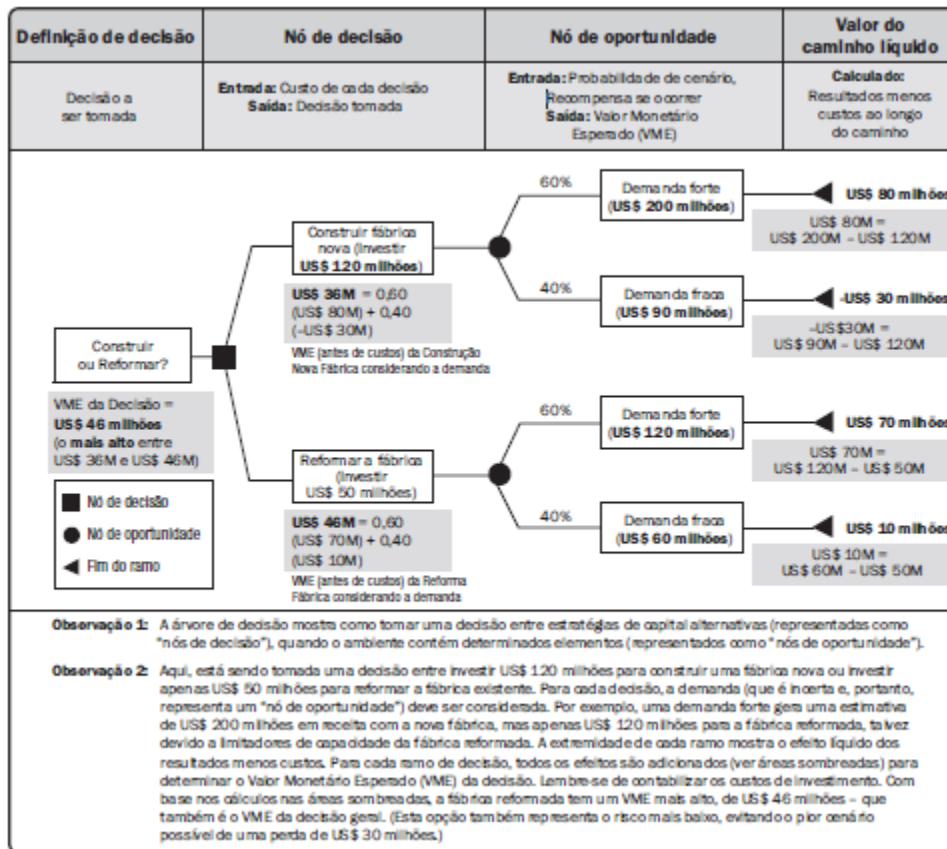 Definição de decisão
Nó de decisão
Nó de oportunidade
Valor do
caminho líquido
Decisão a
ser tomada
Entrada: Custo de cada decisão
Saída: Decisão tomada
Entrada: Probabilidade de cenário,
Recompensa se ocorrer
Saída: Valor Monetário
Esperado (VME)
Calculado:
Resultados menos
custos ao longo
do caminho
Construir
ou Reformar?
VME da Decisão =
US$ 46 milhões
(o mais alto entre
US$ 36M e US$ 46M)
Nó de decisão
Nó de oportunidade
Fim do ramo
Construir fábrica
nova (Investir
US$ 120 milhões)
US$ 36M = 0,60
(US$ 80M) + 0,40
(–US$ 30M)
VME (antes de custos) da Construção
Nova Fábrica considerando a demanda
60%
Demanda forte
(US$ 200 milhões)
US$ 80 milhões
US$ 80M =
US$ 200M – US$ 120M
40%
Demanda fraca
(US$ 90 milhões)
-US$ 30 milhões
–US$30M =
US$ 90M – US$ 120M
Reformar a fábrica
(Investir
US$ 50 milhões)
US$ 46M = 0,60
(US$ 70M) + 0,40
(US$ 10M)
VME (antes de custos) da Reforma
Fábrica considerando a demanda
60%
Demanda forte
(US$ 120 milhões)
US$ 70 milhões
US$ 70M =
US$ 120M – US$ 50M
40%
Demanda fraca
(US$ 60 milhões)
US$ 10 milhões
US$ 10M =
US$ 60M – US$ 50M
Observação 1: A árvore de decisão mostra como tomar uma decisão entre estratégias de capital alternativas (representadas como
"nós de decisão"), quando o ambiente contém determinados elementos (representados como "nós de oportunidade").
Observação 2: Aqui, está sendo tomada uma decisão entre investir US$ 120 milhões para construir uma fábrica nova ou investir
apenas US$ 50 milhões para reformar a fábrica existente. Para cada decisão, a demanda (que é incerta e, portanto,
representa um "nó de oportunidade") deve ser considerada. Por exemplo, uma demanda forte gera uma estimativa
de US$ 200 milhões em receita com a nova fábrica, mas apenas US$ 120 milhões para a fábrica reformada, talvez
devido a limitadores de capacidade da fábrica reformada. A extremidade de cada ramo mostra o efeito líquido dos
resultados menos custos. Para cada ramo de decisão, todos os efeitos são adicionados (ver áreas sombreadas) para
determinar o Valor Monetário Esperado (VME) da decisão. Lembre-se de contabilizar os custos de investimento. Com
base nos cálculos nas áreas sombreadas, a fábrica reformada tem um VME mais alto, de US$ 46 milhões – que
também é o VME da decisão geral. (Esta opção também representa o risco mais baixo, evitando o pior cenário
possível de uma perda de US$ 30 milhões.)